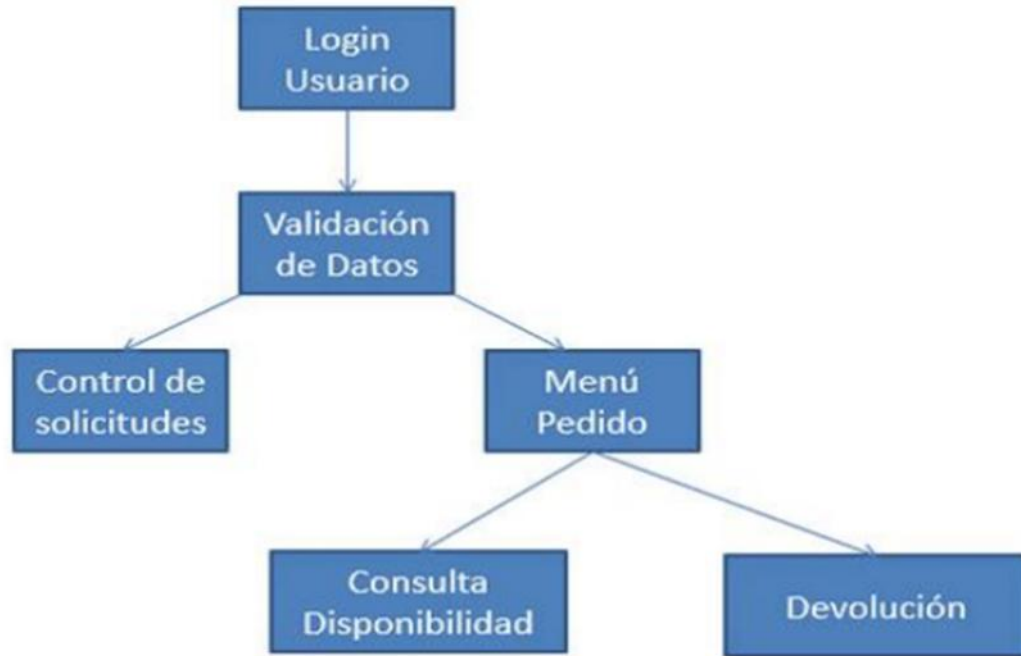 Login
Usuario
Validación
de Datos
Control de
solicitudes
Menú
Pedido
Consulta
Disponibilidad
Devolución